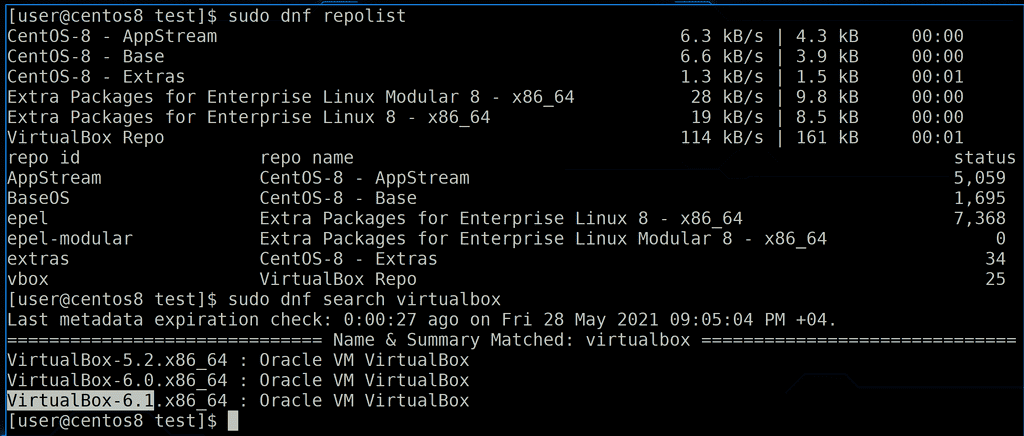 [user@centos8 test]$ sudo dnf repolist
CentOS-8 - AppStream 6.3 kB/s | 4.3 kB 00:00
CentOS-8 - Base 6.6 kB/s | 3.9 kB 00:00
CentOS-8 - Extras 1.3 kB/s | 1.5 kB 00:01
Extra Packages for Enterprise Linux Modular 8 - x86_64 28 kB/s | 9.8 kB 00:00
Extra Packages for Enterprise Linux 8 - x86_64 19 kB/s | 8.5 kB 00:00
VirtualBox Repo 114 kB/s | 161 kB 00:01
repo id repo name status
AppStream CentOS-8 - AppStream 5,059
BaseOS CentOS-8 - Base 1,695
epel Extra Packages for Enterprise Linux 8 - x86_64 7,368
epel-modular Extra Packages for Enterprise Linux Modular 8 - x86_64 0
extras CentOS-8 - Extras 34
vbox VirtualBox Repo 25
[user@centos8 test]$ sudo dnf search virtualbox
Last metadata expiration check: 0:00:27 ago on Fri 28 May 2021 09:05:04 PM +04.
============================== Name & Summary Matched: virtualbox ==============================
VirtualBox-5.2.x86_64 : Oracle VM VirtualBox
VirtualBox-6.0.x86_64 : Oracle VM VirtualBox
VirtualBox-6.1.x86_64 : Oracle VM VirtualBox
[user@centos8 test]$